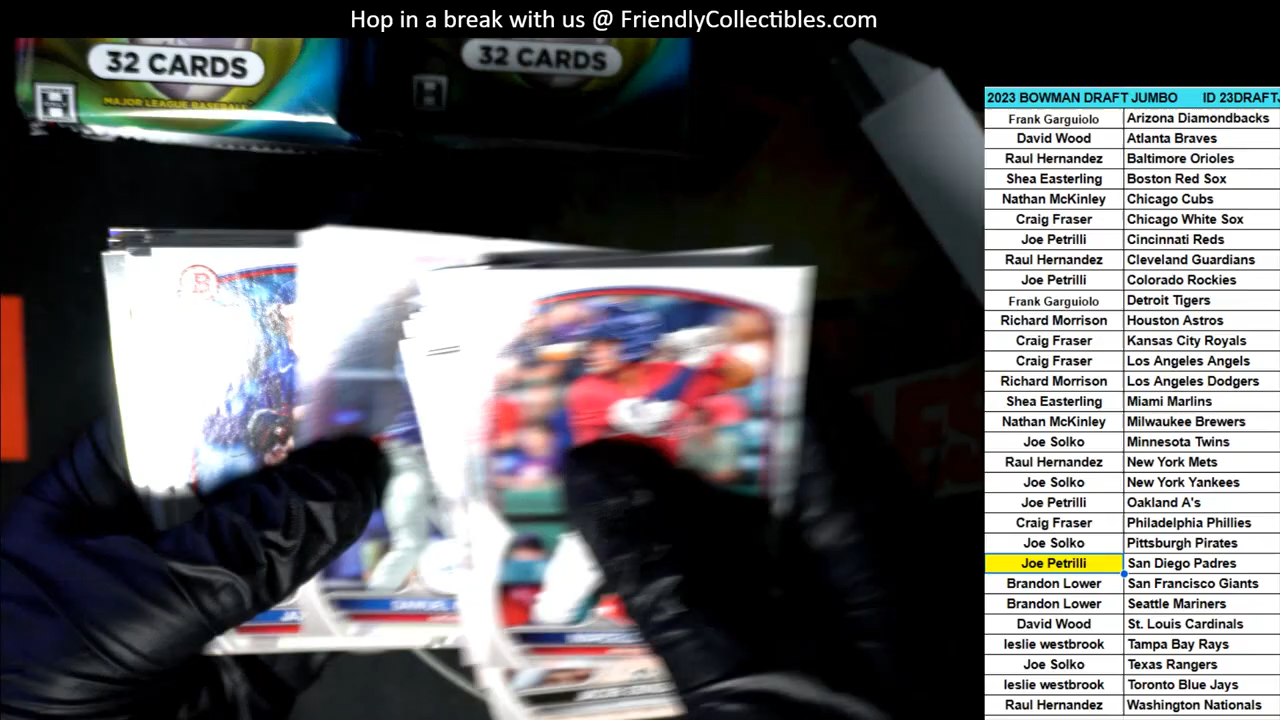 Hop in a break with us @ FriendlyCollectibles.com
32 CARDS
MAJOR LEAGUE BASEBALL
32 CARDS
B
SAMUEL
2023 BOWMAN DRAFT JUMBO ID 23DRAFTJ
Frank Garguiolo Arizona Diamondbacks
David Wood Atlanta Braves
Raul Hernandez Baltimore Orioles
Shea Easterling Boston Red Sox
Nathan McKinley Chicago Cubs
Craig Fraser Chicago White Sox
Joe Petrilli Cincinnati Reds
Raul Hernandez Cleveland Guardians
Joe Petrilli Colorado Rockies
Frank Garguiolo Detroit Tigers
Richard Morrison Houston Astros
Craig Fraser Kansas City Royals
Craig Fraser Los Angeles Angels
Richard Morrison Los Angeles Dodgers
Shea Easterling Miami Marlins
Nathan McKinley Milwaukee Brewers
Joe Solko Minnesota Twins
Raul Hernandez New York Mets
Joe Solko New York Yankees
Joe Petrilli Oakland A's
Craig Fraser Philadelphia Phillies
Joe Solko Pittsburgh Pirates
Joe Petrilli San Diego Padres
Brandon Lower San Francisco Giants
Brandon Lower Seattle Mariners
David Wood St. Louis Cardinals
leslie westbrook Tampa Bay Rays
Joe Solko Texas Rangers
leslie westbrook Toronto Blue Jays
Raul Hernandez Washington Nationals